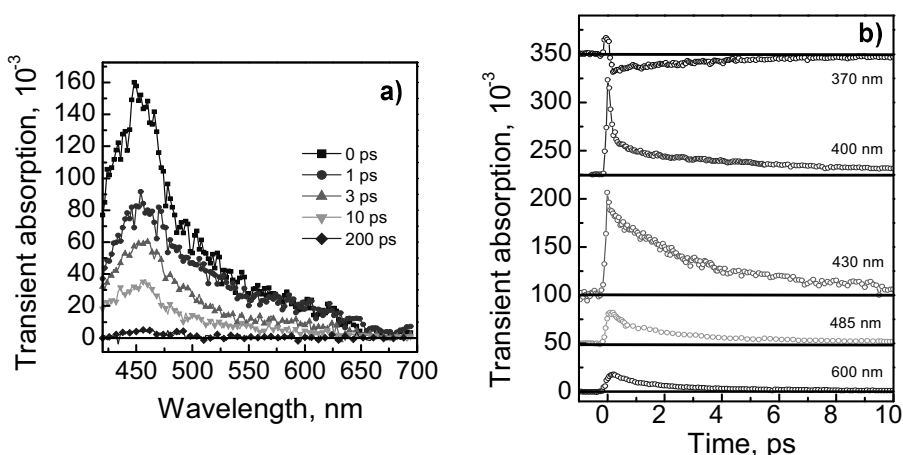 a)
Transient absorption, 10-3
160
140
120
100
80
60
40
20
0
0 ps
1 ps
3 ps
10 ps
200 ps
450 500 550 600 650 700
Wavelength, nm
b)
Transient absorption, 10-3
350
300
250
200
150
100
50
0
370 nm
400 nm
430 nm
485 nm
600 nm
0 2 4 6 8 10
Time, ps